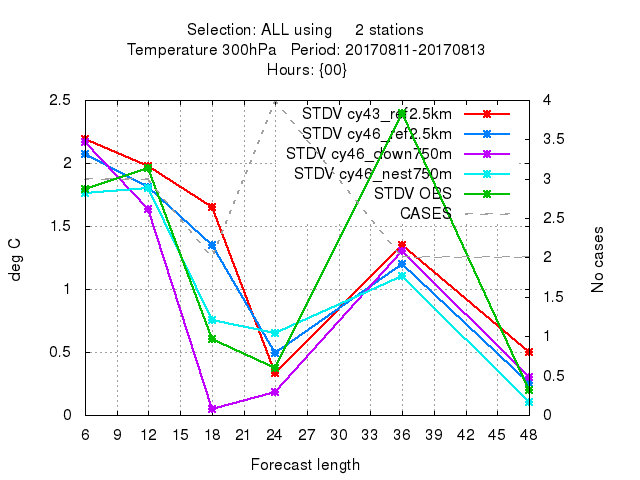 Selection: ALL using 2 stations
Temperature 300hPa Period: 20170811-20170813
Hours: {00}
STDV cy43_ref2.5km
STDV cy46_ref2.5km
STDV cy46_down750m
STDV cy46_nest750m
STDV OBS
CASES
deg C
2.5
2
1.5
1
0.5
0
4
3.5
3
2.5
2
1.5
1
0.5
0
No cases
6 9 12 15 18 21 24 27 30 33 36 39 42 45 48
Forecast length